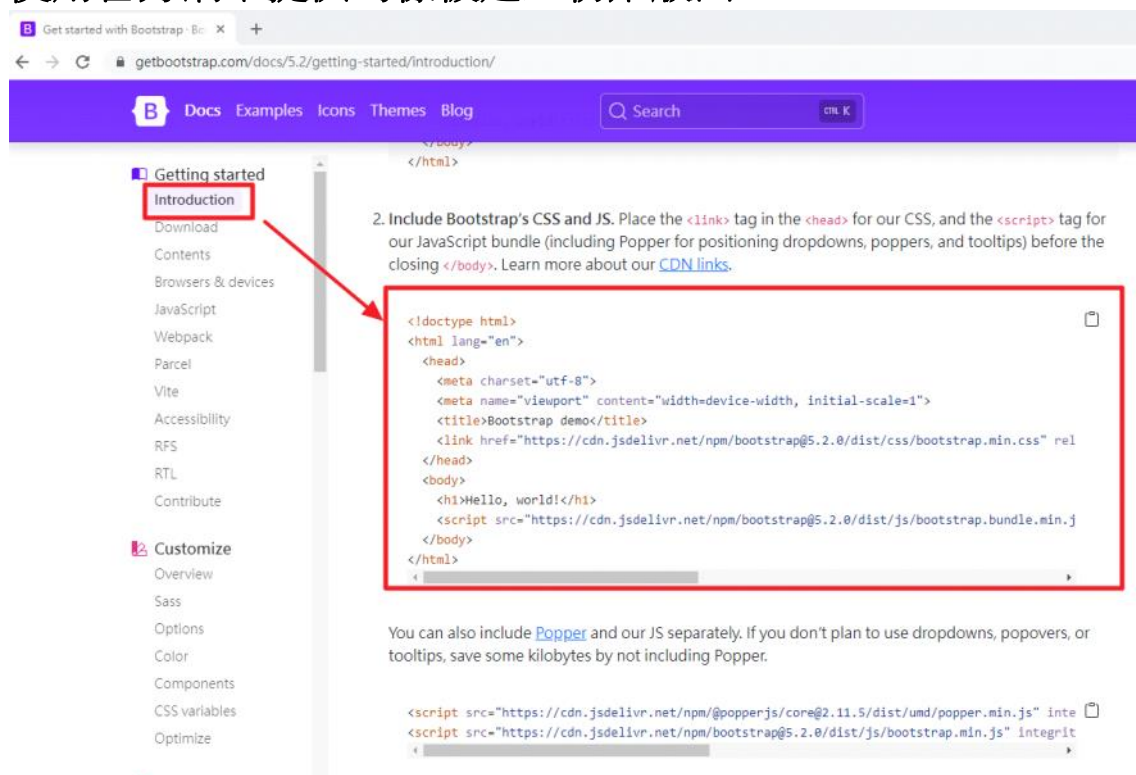 Get started with Bootstrap · Bo
getbootstrap.com/docs/5.2/getting-started/introduction/
B Docs Examples Icons Themes Blog Search CTRL K
</body>
</html>
Getting started
Introduction
Download
Contents
Browsers & devices
JavaScript
Webpack
Parcel
Vite
Accessibility
RFS
RTL
Contribute
Customize
Overview
Sass
Options
Color
Components
CSS variables
Optimize
2. Include Bootstrap's CSS and JS. Place the <link> tag in the <head> for our CSS, and the <script> tag for
our JavaScript bundle (including Popper for positioning dropdowns, poppers, and tooltips) before the
closing </body>. Learn more about our CDN links.
<!doctype html>
<html lang="en">
<head>
<meta charset="utf-8">
<meta name="viewport" content="width=device-width, initial-scale=1">
<title>Bootstrap demo</title>
<link href="https://cdn.jsdelivr.net/npm/bootstrap@5.2.0/dist/css/bootstrap.min.css" rel
</head>
<body>
<h1>Hello, world!</h1>
<script src="https://cdn.jsdelivr.net/npm/bootstrap@5.2.0/dist/js/bootstrap.bundle.min.j
</body>
</html>
You can also include Popper and our JS separately. If you don't plan to use dropdowns, popovers, or
tooltips, save some kilobytes by not including Popper.
<script src="https://cdn.jsdelivr.net/npm/@popperjs/core@2.11.5/dist/umd/popper.min.js" inte
<script src="https://cdn.jsdelivr.net/npm/bootstrap@5.2.0/dist/js/bootstrap.min.js" integrit